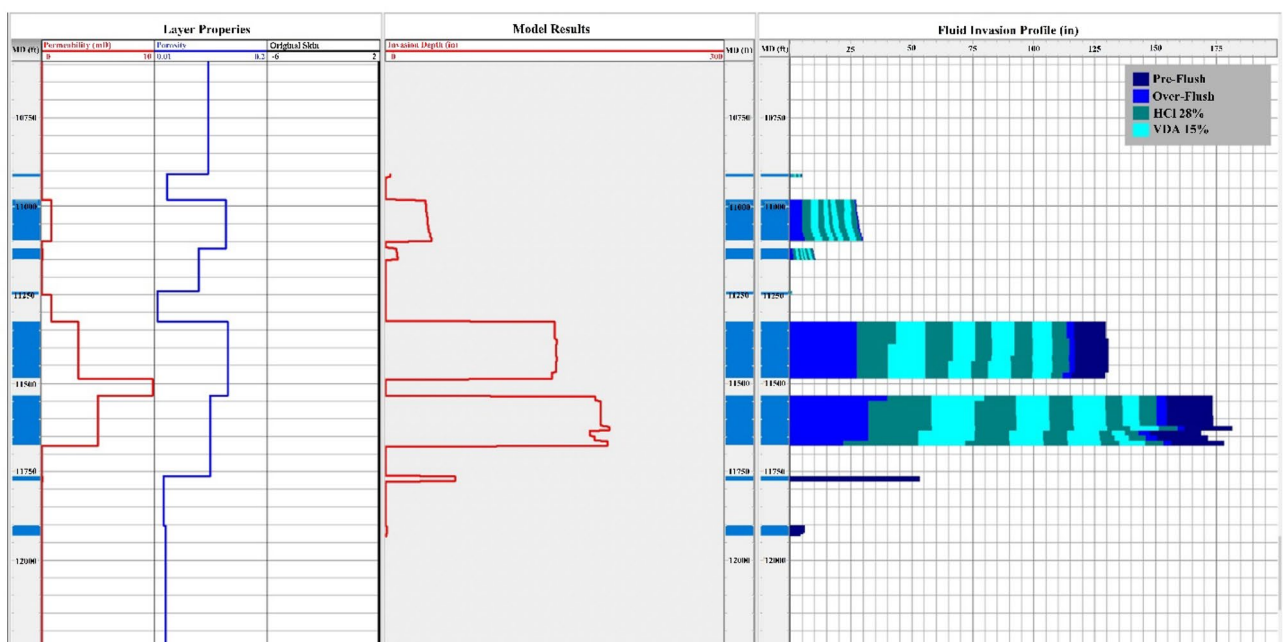 Layer Properies
Model Results
Fluid Invasion Profile (in)
MD (ft)
Permeability (mD)
0 10
Porosity
0.01 0.2
Original Skin
-6 2
Invasion Depth (in)
0 300
MD (ft)
MD (ft)
25 50 75 100 125 150 175
Pre-Flush
Over-Flush
HCl 28%
VDA 15%
10750 10750 10750
11000 11000 11000
11250 11250 11250
11500 11500 11500
11750 11750 11750
12000 12000 12000